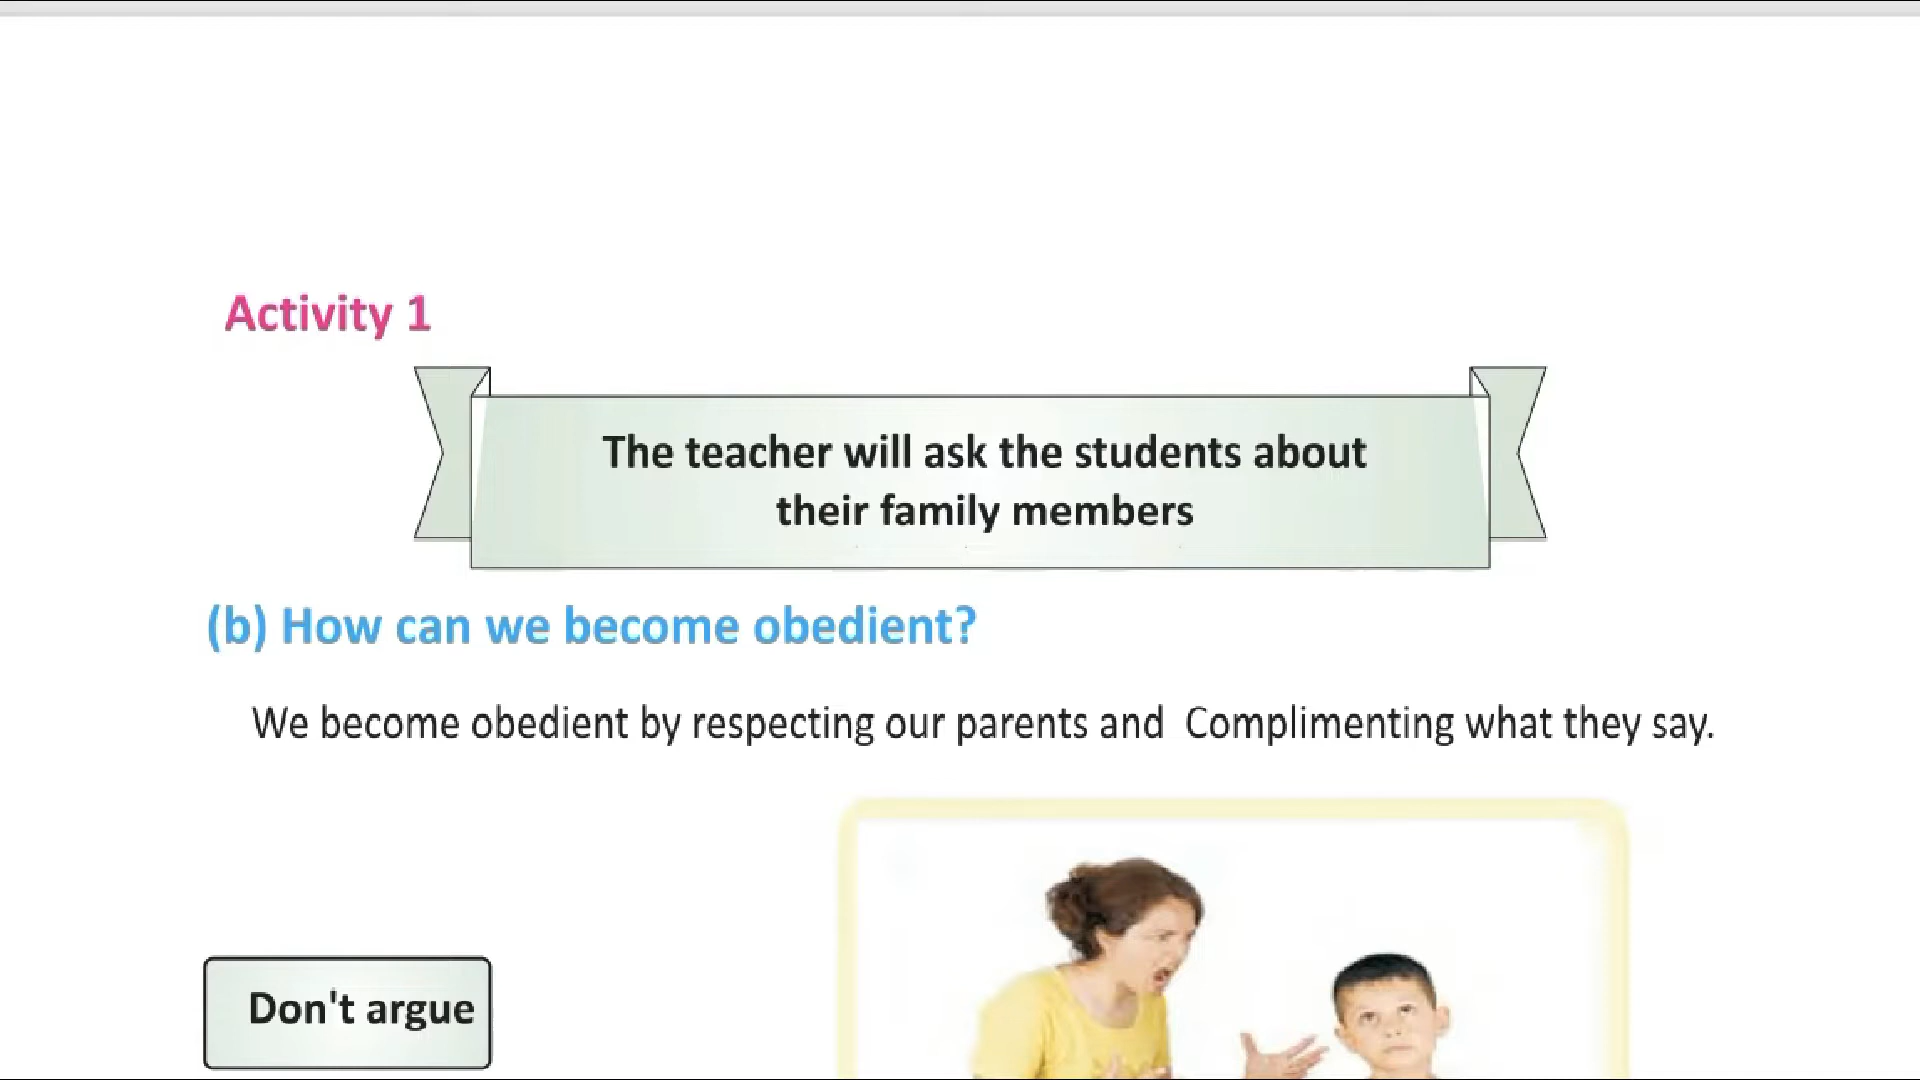 Activity 1
The teacher will ask the students about
their family members
(b) How can we become obedient?
We become obedient by respecting our parents and Complimenting what they say.
Don't argue